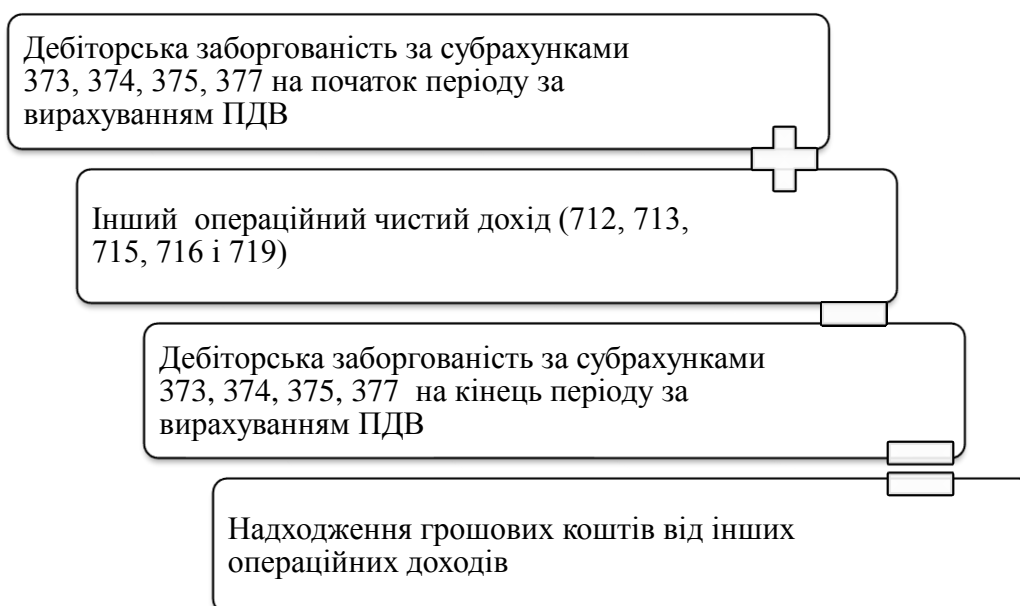 Дебіторська заборгованість за субрахунками
373, 374, 375, 377 на початок періоду за
вирахуванням ПДВ
Інший операційний чистий дохід (712, 713,
715, 716 і 719)
Дебіторська заборгованість за субрахунками
373, 374, 375, 377 на кінець періоду за
вирахуванням ПДВ
Надходження грошових коштів від інших
операційних доходів